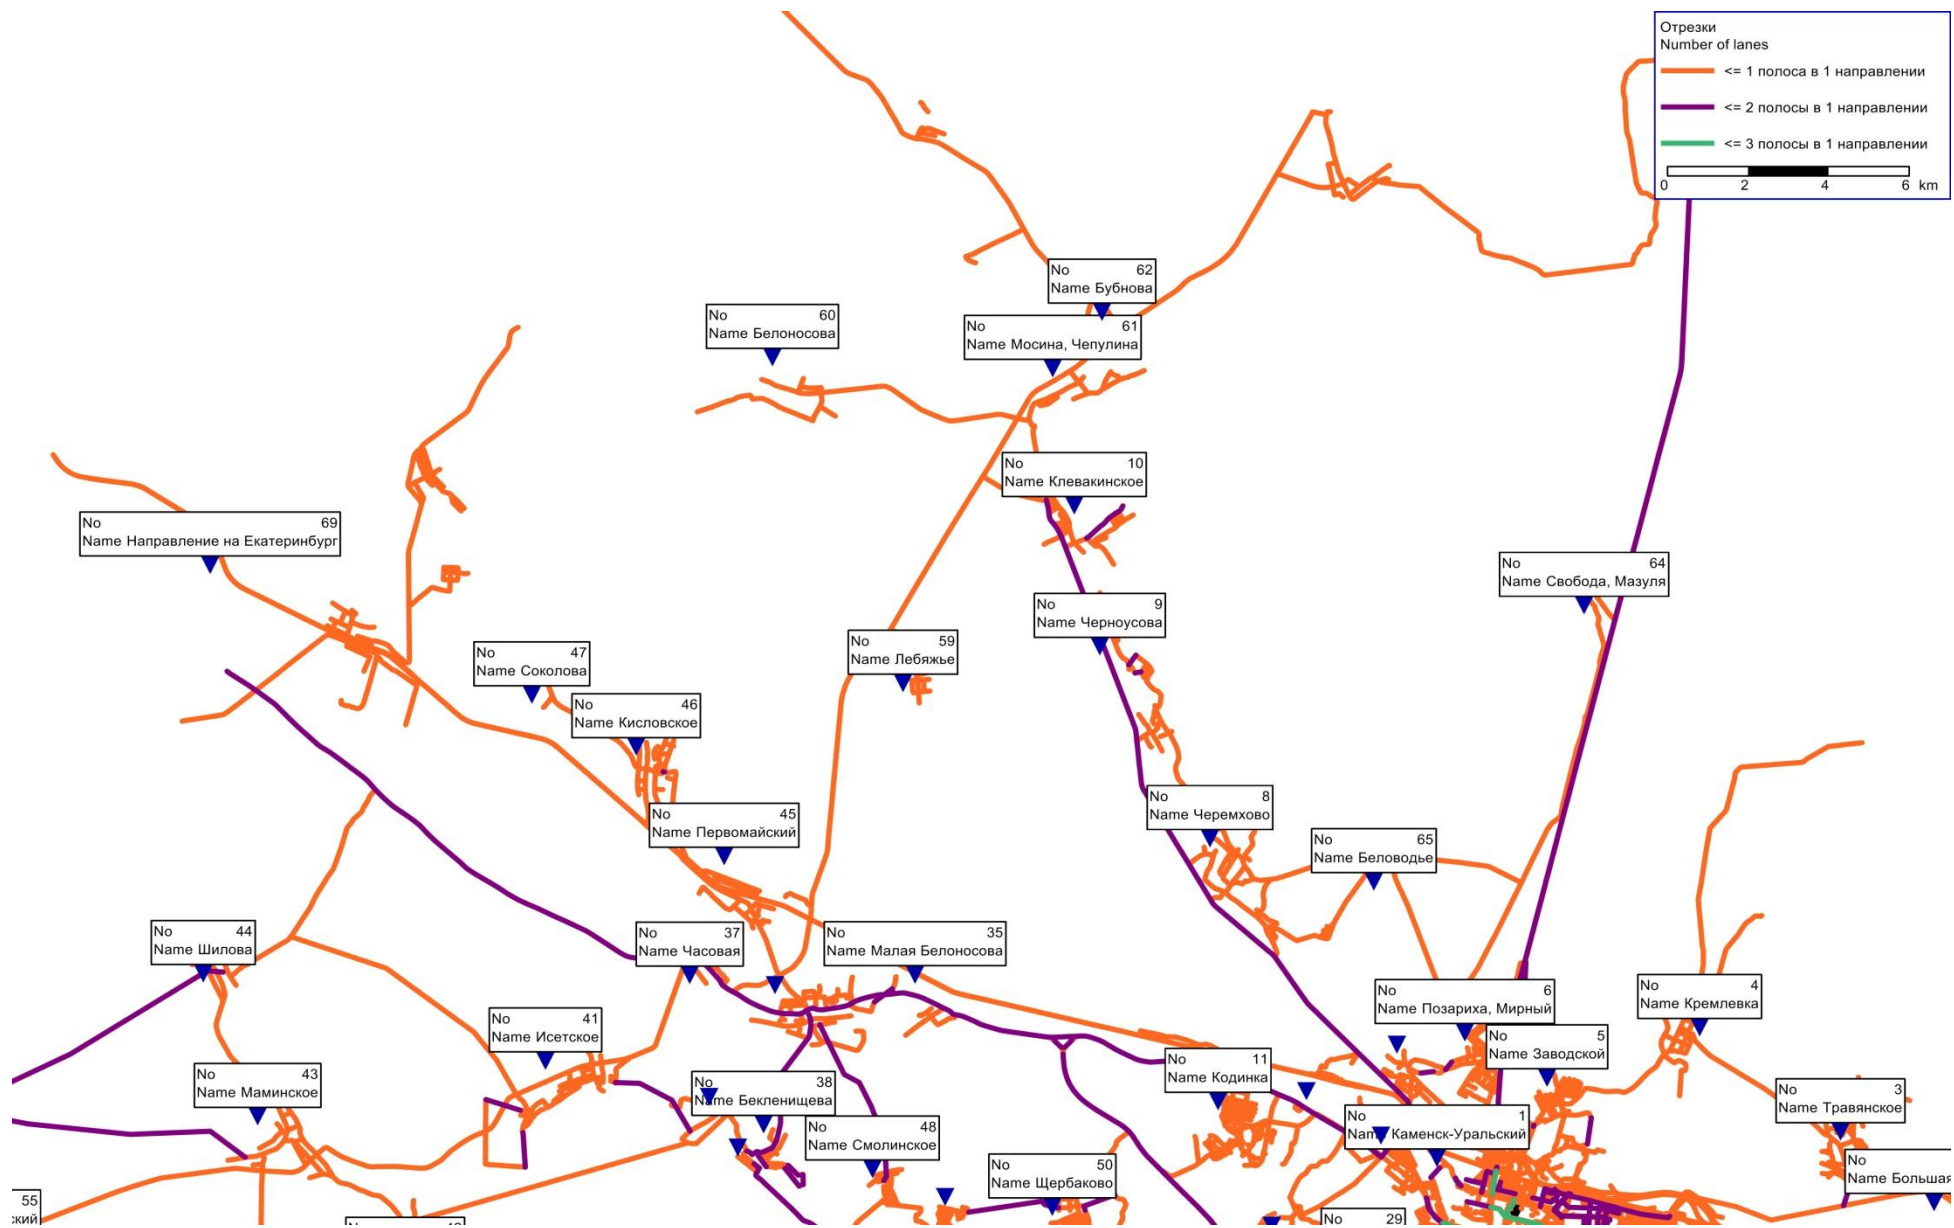 Отрезки
Number of lanes
<= 1 полоса в 1 направлении
<= 2 полосы в 1 направлении
<= 3 полосы в 1 направлении
0 2 4 6 km
No 62
Name Бубнова
No 60
Name Белоносова
No 61
Name Мосина, Чепулина
No 10
Name Клевакинское
No 69
Name Направление на Екатеринбург
No 64
Name Свобода, Мазуля
No 9
Name Черноусова
No 59
Name Лебяжье
No 47
Name Соколова
No 46
Name Кисловское
No 8
Name Черемхово
No 45
Name Первомайский
No 65
Name Беловодье
No 44
Name Шилова
No 37
Name Часовая
No 35
Name Малая Белоносова
No 4
Name Кремлевка
No 6
Name Позариха, Мирный
No 41
Name Исетское
No 5
Name Заводской
No 11
Name Кодинка
No 43
Name Маминское
No 38
Name Бекленищева
No 3
Name Травянское
No 1
Name Каменск-Уральский
No 48
Name Смолинское
No 50
Name Щербаково
No
Name Большая
55
ский
No 29
No